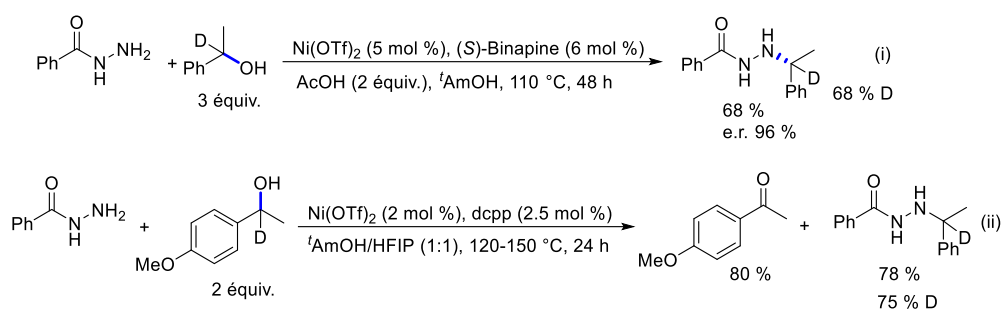 O
Ph
N
H
NH2
+
D
Ph
OH
3 équiv.
Ni(OTf)2 (5 mol %), (S)-Binapine (6 mol %)
AcOH (2 équiv.), tAmOH, 110 °C, 48 h
O
Ph
N
H
H
N
D
Ph
68 % D
(i)
68 %
e.r. 96 %
O
Ph
N
H
NH2
+
OH
D
MeO
2 équiv.
Ni(OTf)2 (2 mol %), dcpp (2.5 mol %)
tAmOH/HFIP (1:1), 120-150 °C, 24 h
O
MeO
80 %
+
O
Ph
N
H
H
N
D
Ph
(ii)
78 %
75 % D